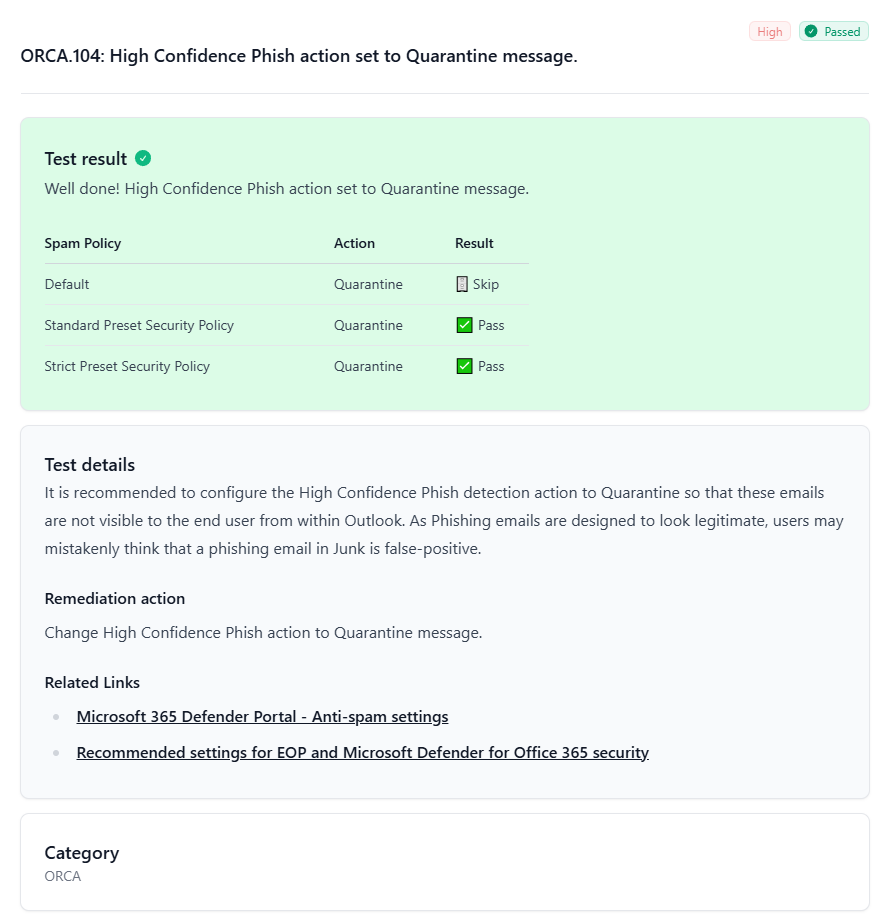 High Passed
ORCA.104: High Confidence Phish action set to Quarantine message.
Test result
Well done! High Confidence Phish action set to Quarantine message.
Spam Policy Action Result
Default Quarantine Skip
Standard Preset Security Policy Quarantine Pass
Strict Preset Security Policy Quarantine Pass
Test details
It is recommended to configure the High Confidence Phish detection action to Quarantine so that these emails
are not visible to the end user from within Outlook. As Phishing emails are designed to look legitimate, users may
mistakenly think that a phishing email in Junk is false-positive.
Remediation action
Change High Confidence Phish action to Quarantine message.
Related Links
Microsoft 365 Defender Portal - Anti-spam settings
Recommended settings for EOP and Microsoft Defender for Office 365 security
Category
ORCA